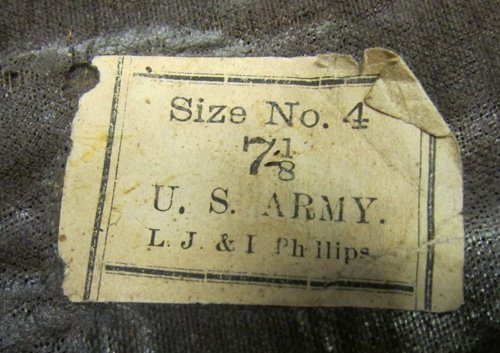 Size No. 4
7 1/8
U. S. ARMY.
L. J. & I Phillips.